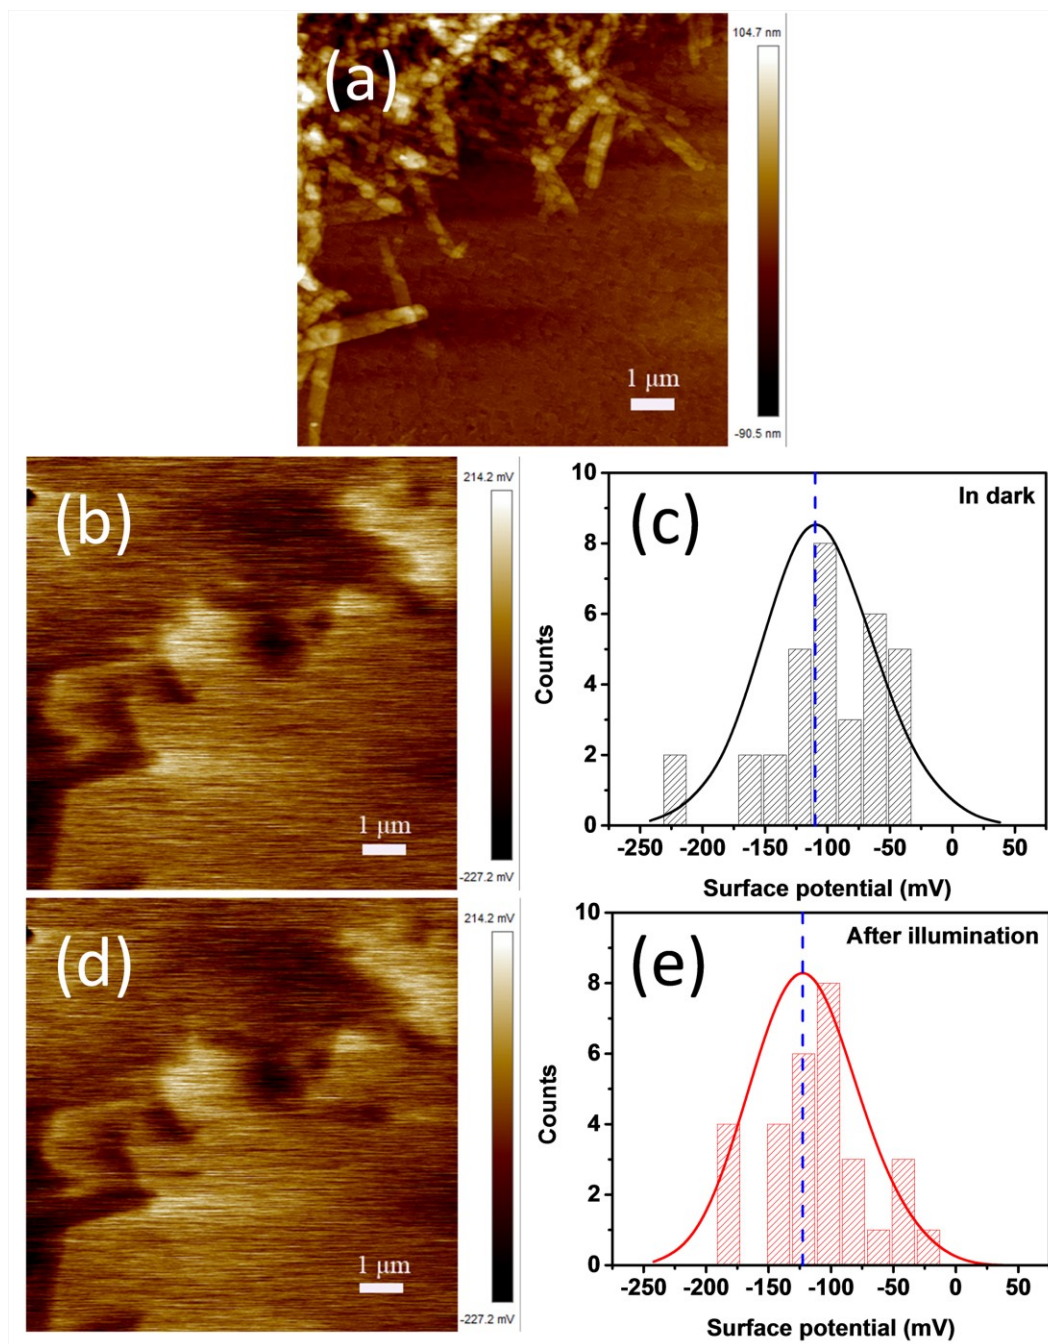 (a)
104.7 nm
-90.5 nm
1 μm
(b)
214.2 mV
-227.2 mV
1 μm
(c)
In dark
Counts
10
8
6
4
2
0
-250 -200 -150 -100 -50 0 50
Surface potential (mV)
(d)
214.2 mV
-227.2 mV
1 μm
(e)
After illumination
Counts
10
8
6
4
2
0
-250 -200 -150 -100 -50 0 50
Surface potential (mV)